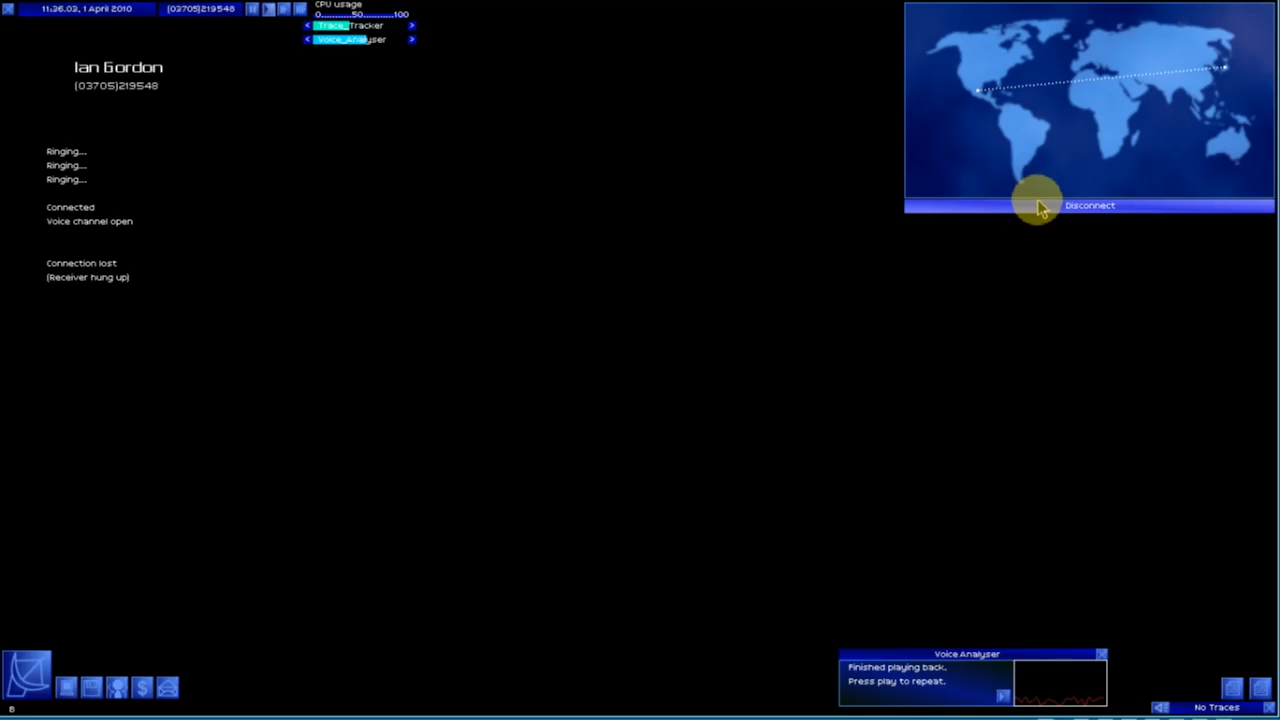 11:36.03, 1 April 2010
(03705)219548
CPU usage
0 50 100
Trace_Tracker
Voice_Analyser
Ian Gordon
(03705)219548
Ringing...
Ringing...
Ringing...
Connected
Voice channel open
Connection lost
(Receiver hung up)
Disconnect
Voice Analyser
Finished playing back.
Press play to repeat.
$
No Traces